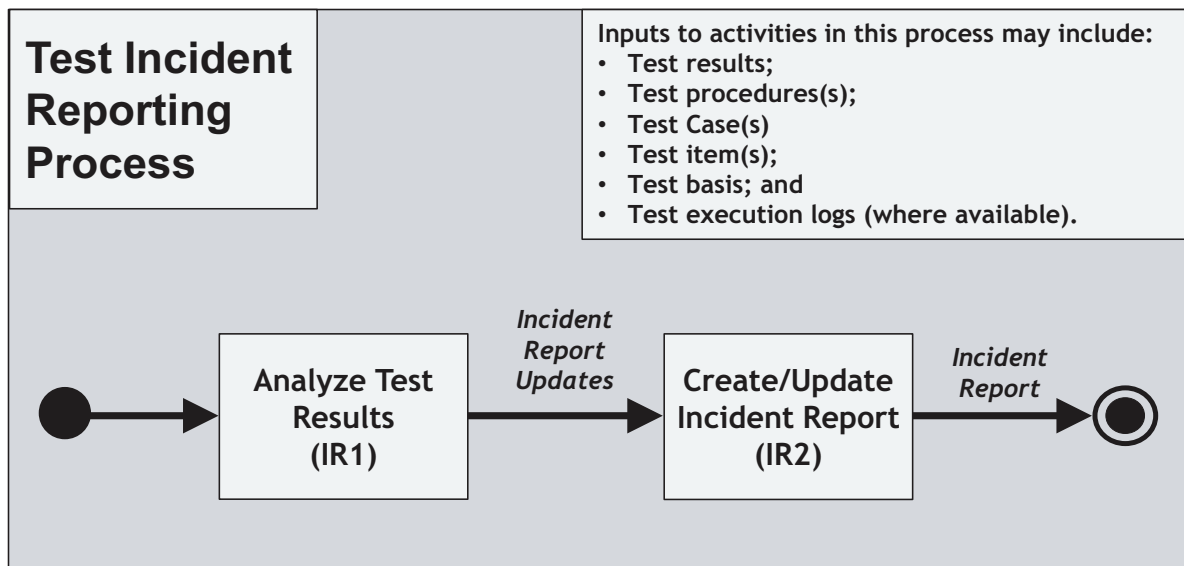 Test Incident
Reporting
Process
Inputs to activities in this process may include:
• Test results;
• Test procedures(s);
• Test Case(s)
• Test item(s);
• Test basis; and
• Test execution logs (where available).
Analyze Test
Results
(IR1)
Incident
Report
Updates
Create/Update
Incident Report
(IR2)
Incident
Report